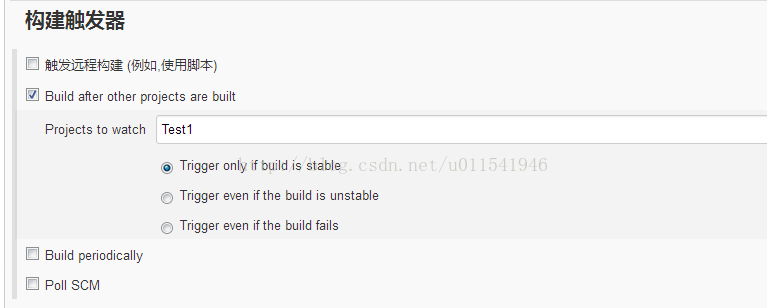 构建触发器
触发远程构建 (例如,使用脚本)
Build after other projects are built
Projects to watch Test1
Trigger only if build is stable
http://blog.csdn.net/u011541946
Trigger even if the build is unstable
Trigger even if the build fails
Build periodically
Poll SCM